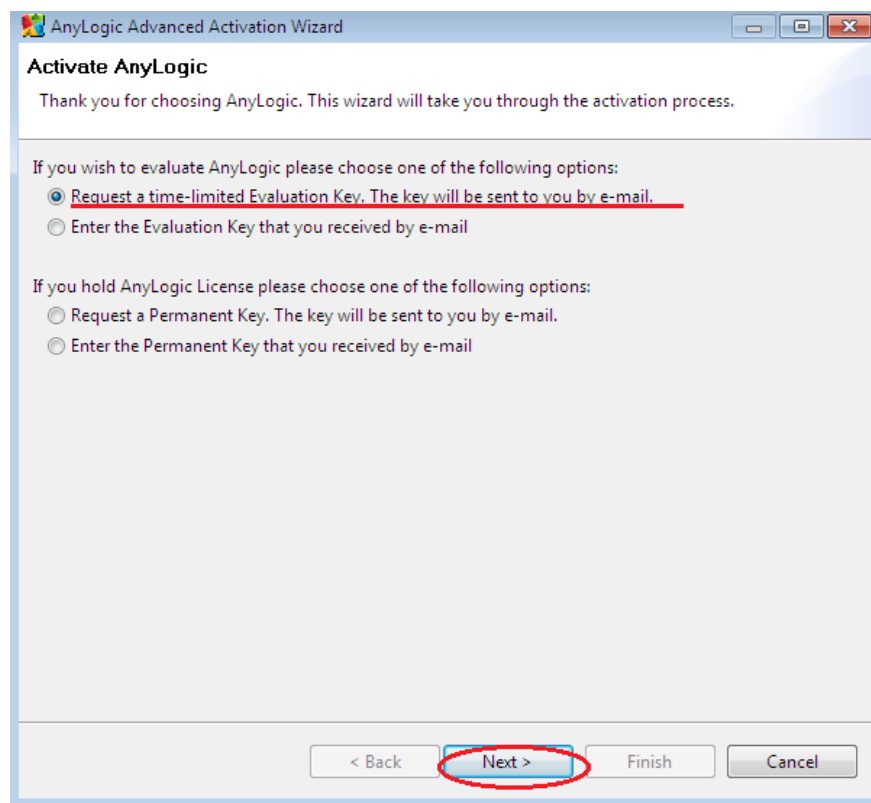 AnyLogic Advanced Activation Wizard
Activate AnyLogic
Thank you for choosing AnyLogic. This wizard will take you through the activation process.
If you wish to evaluate AnyLogic please choose one of the following options:
Request a time-limited Evaluation Key. The key will be sent to you by e-mail.
Enter the Evaluation Key that you received by e-mail
If you hold AnyLogic License please choose one of the following options:
Request a Permanent Key. The key will be sent to you by e-mail.
Enter the Permanent Key that you received by e-mail
< Back Next > Finish Cancel